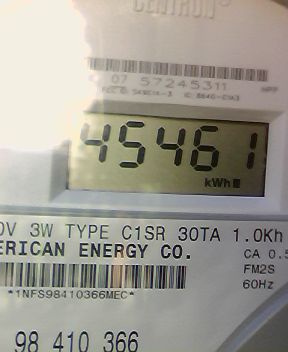 CENTRON®
07 57245311
45461
kWh
0V 3W TYPE C1SR 30TA 1.0Kh
ERICAN ENERGY CO.
CA 0.5
FM2S
*1NFS98410366MEC*
60Hz
98 410 366